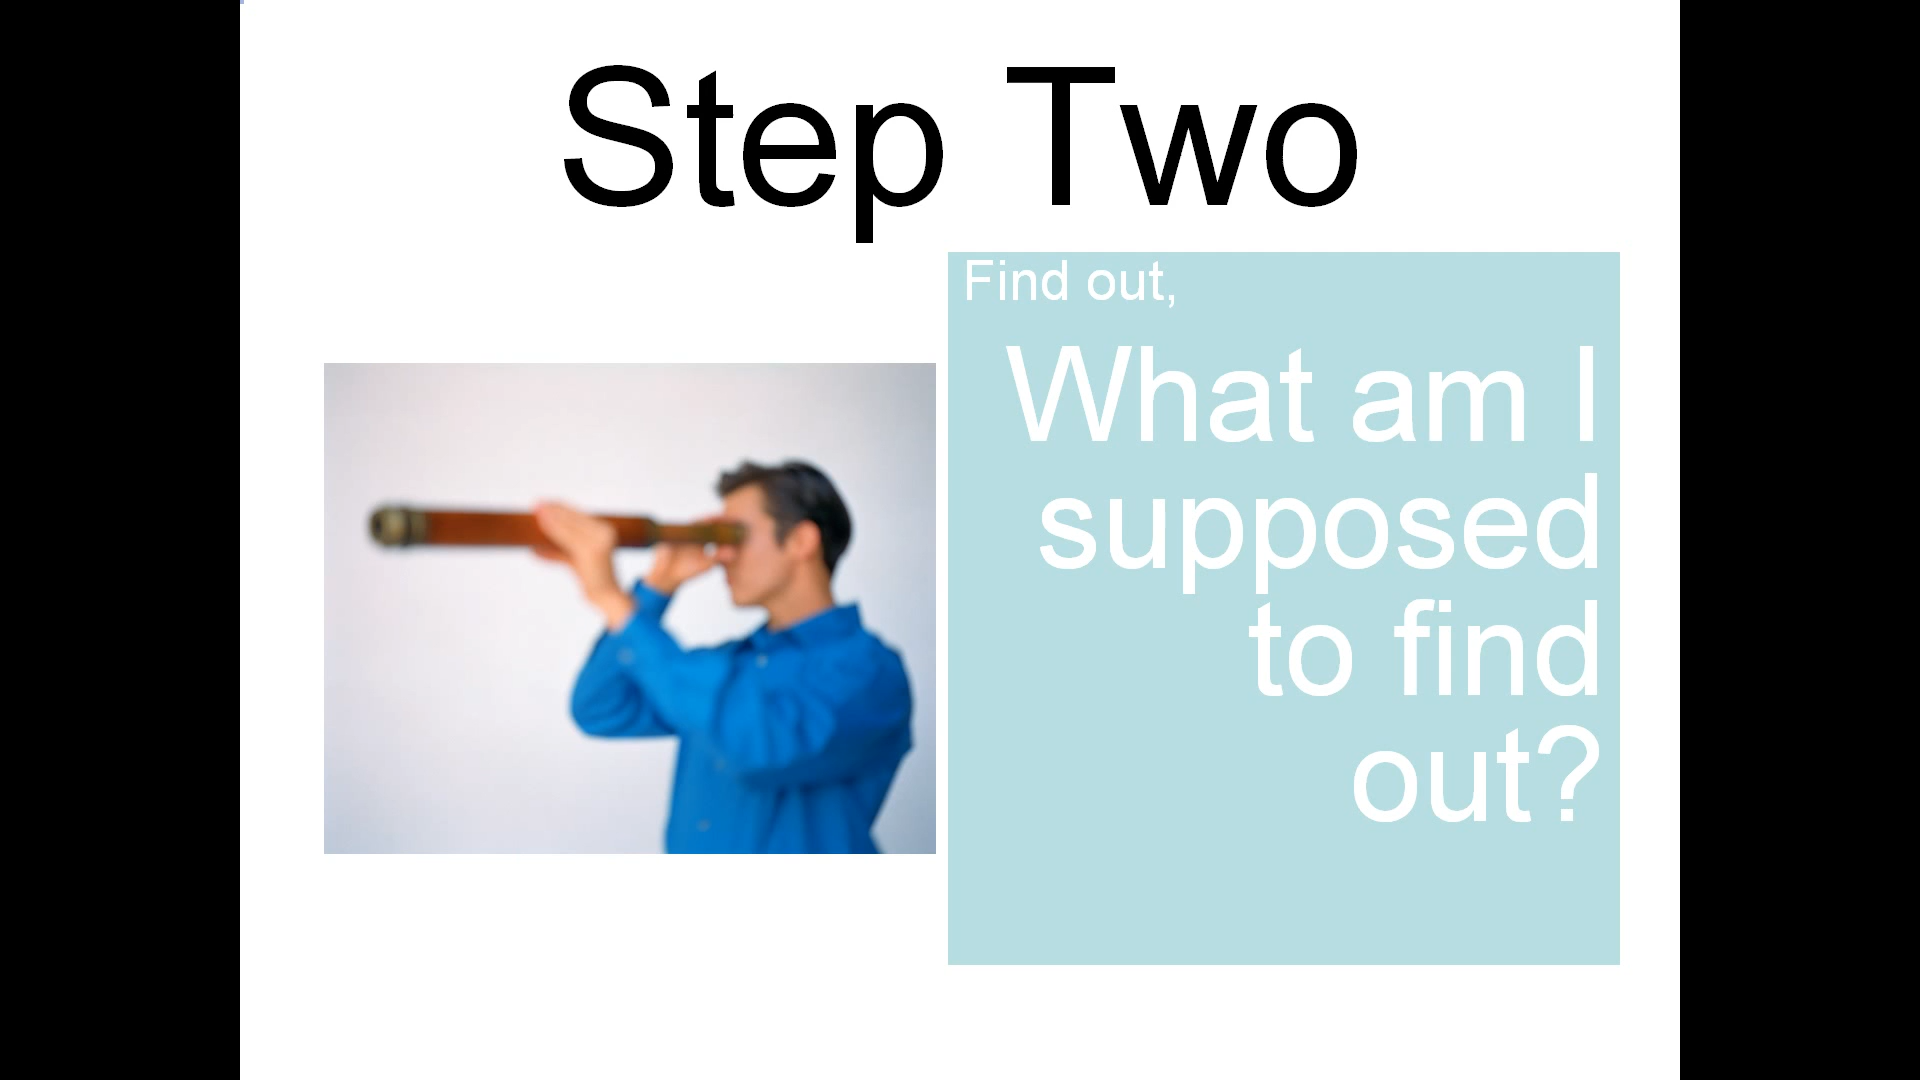 Step Two
Find out,
What am I
supposed
to find
out?